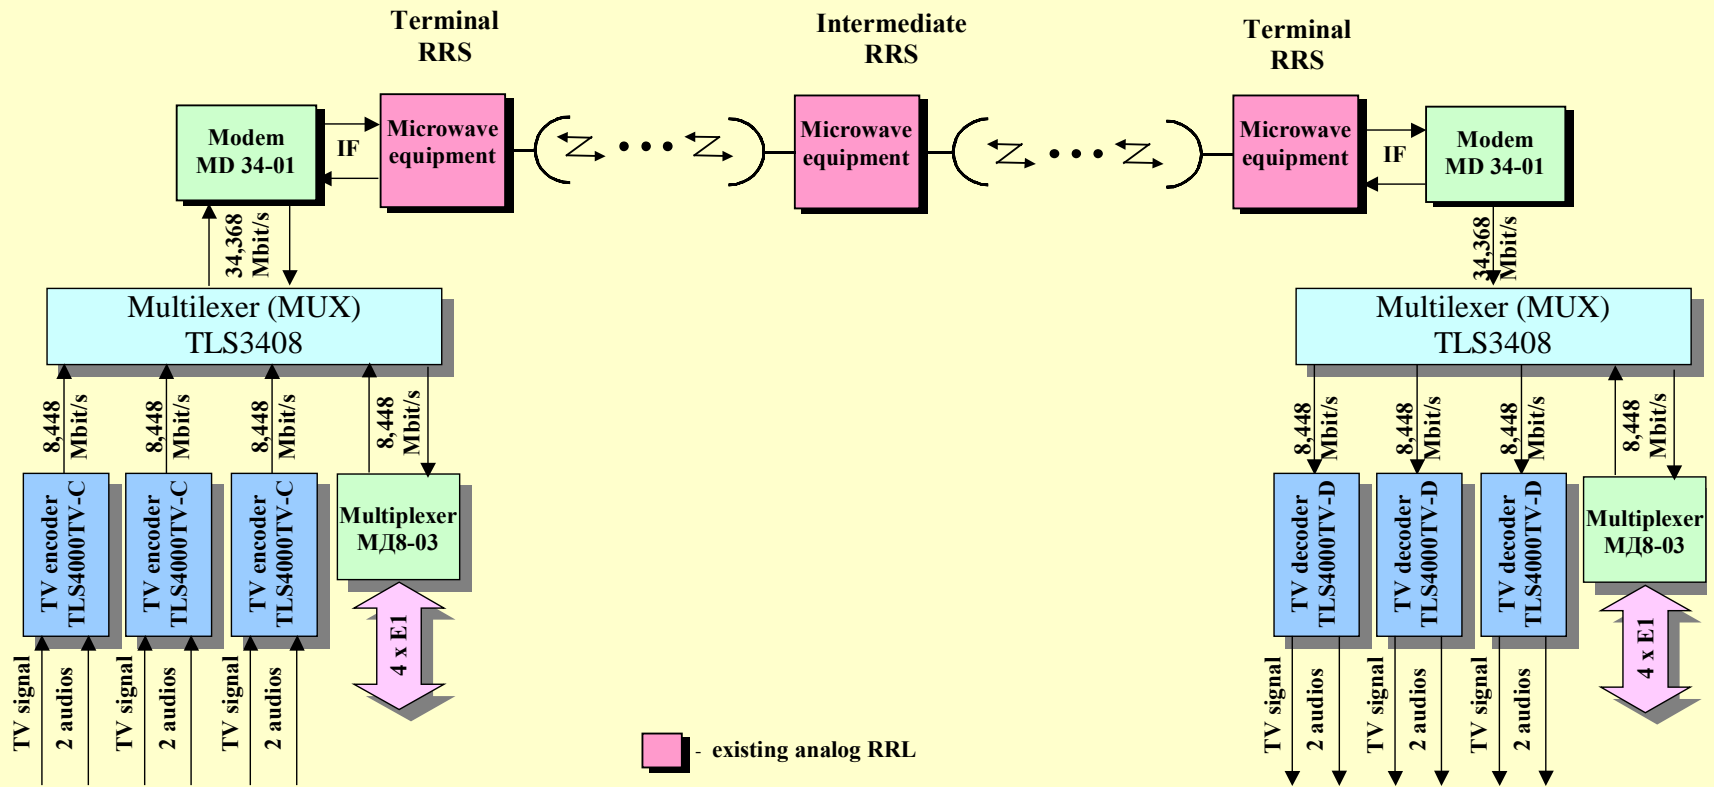 Terminal
RRS
Intermediate
RRS
Terminal
RRS
Modem
MD 34-01
IF
Microwave
equipment
Microwave
equipment
Microwave
equipment
IF
Modem
MD 34-01
34,368
Mbit/s
34,368
Mbit/s
Multilexer (MUX)
TLS3408
Multilexer (MUX)
TLS3408
8,448
Mbit/s
8,448
Mbit/s
8,448
Mbit/s
8,448
Mbit/s
8,448
Mbit/s
8,448
Mbit/s
8,448
Mbit/s
8,448
Mbit/s
TV encoder
TLS4000TV-C
TV encoder
TLS4000TV-C
TV encoder
TLS4000TV-C
Multiplexer
МД8-03
TV decoder
TLS4000TV-D
TV decoder
TLS4000TV-D
TV decoder
TLS4000TV-D
Multiplexer
МД8-03
4 x E1
4 x E1
TV signal
2 audios
TV signal
2 audios
TV signal
2 audios
TV signal
2 audios
TV signal
2 audios
TV signal
2 audios
- existing analog RRL